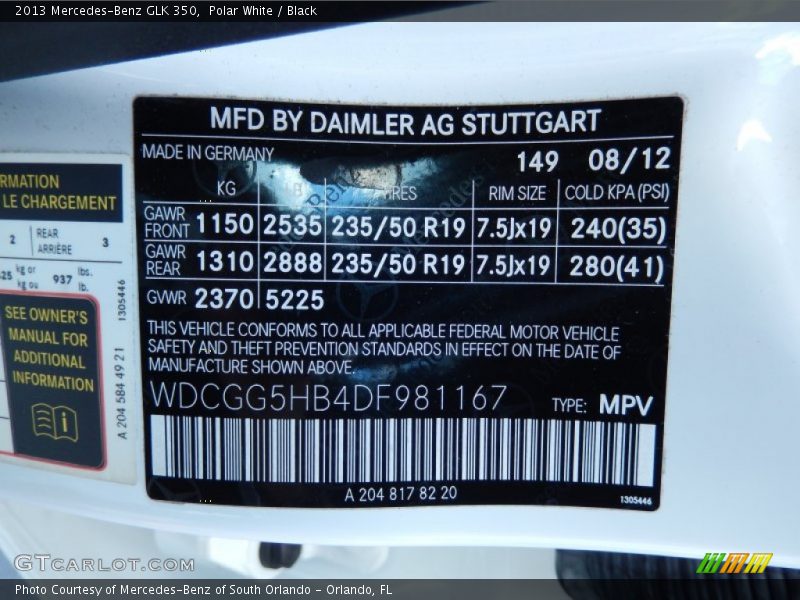 2013 Mercedes-Benz GLK 350, Polar White / Black
MFD BY DAIMLER AG STUTTGART
MADE IN GERMANY 149 08/12
KG RIM SIZE COLD KPA (PSI)
GAWR FRONT 1150 2535 235/50 R19 7.5Jx19 240(35)
GAWR REAR 1310 2888 235/50 R19 7.5Jx19 280(41)
GVWR 2370 5225
THIS VEHICLE CONFORMS TO ALL APPLICABLE FEDERAL MOTOR VEHICLE
SAFETY AND THEFT PREVENTION STANDARDS IN EFFECT ON THE DATE OF
MANUFACTURE SHOWN ABOVE.
WDCGG5HB4DF981167 TYPE: MPV
A 204 817 82 20
1305446
LE CHARGEMENT
2 REAR ARRIÈRE 3
kg or kg ou 937 lbs. lb.
SEE OWNER'S
MANUAL FOR
ADDITIONAL
INFORMATION
A 204 584 49 21
1305446
GTCARLOT.COM
Photo Courtesy of Mercedes-Benz of South Orlando - Orlando, FL